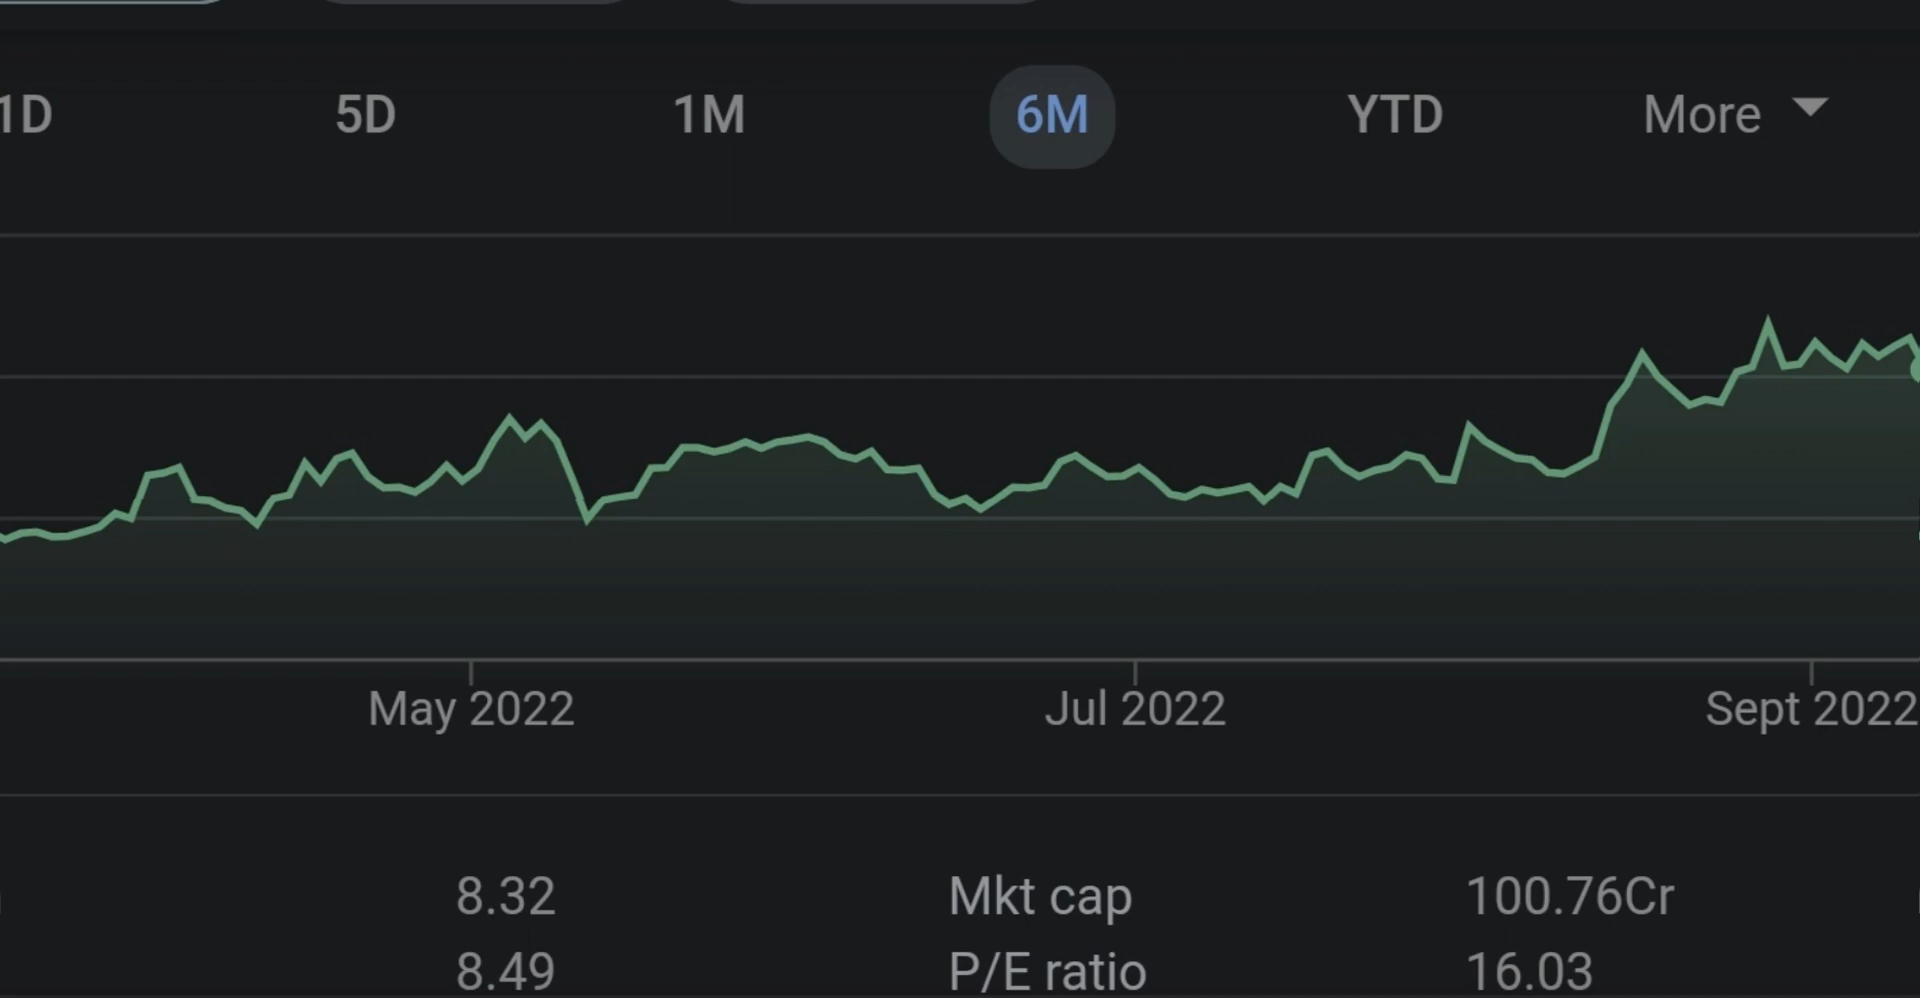 1D 5D 1M 6M YTD More
May 2022 Jul 2022 Sept 2022
8.32 Mkt cap 100.76Cr
8.49 P/E ratio 16.03